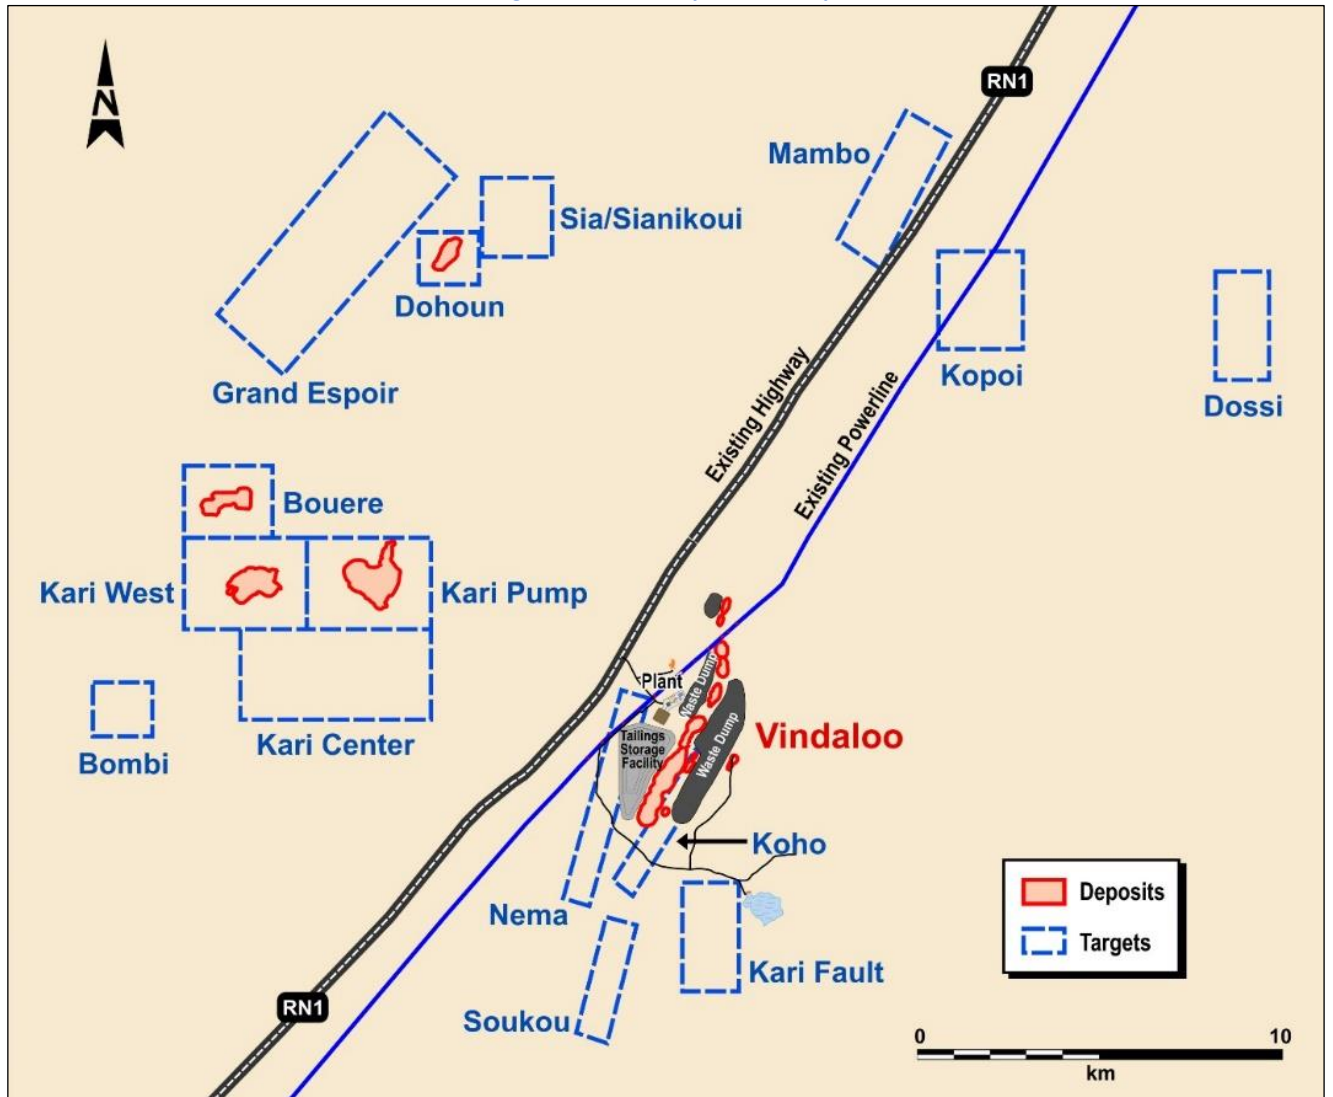 N
RN1
Mambo
Sia/Sianikoui
Dohoun
Grand Espoir
Kopoi
Dossi
Existing Highway
Existing Powerline
Bouere
Kari West
Kari Pump
Kari Center
Bombi
Plant
Waste Dump
Waste Dump
Tailings
Storage
Facility
Vindaloo
Koho
Nema
Kari Fault
Soukou
RN1
Deposits
Targets
0 10
km